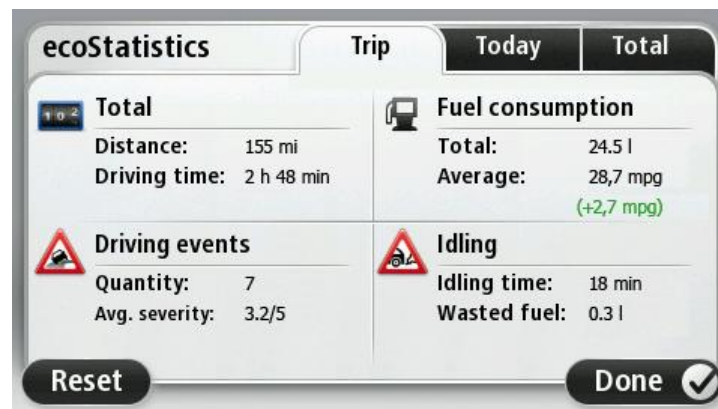 ecoStatistics Trip Today Total
Total
Distance: 155 mi
Driving time: 2 h 48 min
Fuel consumption
Total: 24.5 l
Average: 28,7 mpg
(+2,7 mpg)
Driving events
Quantity: 7
Avg. severity: 3.2/5
Idling
Idling time: 18 min
Wasted fuel: 0.3 l
Reset Done